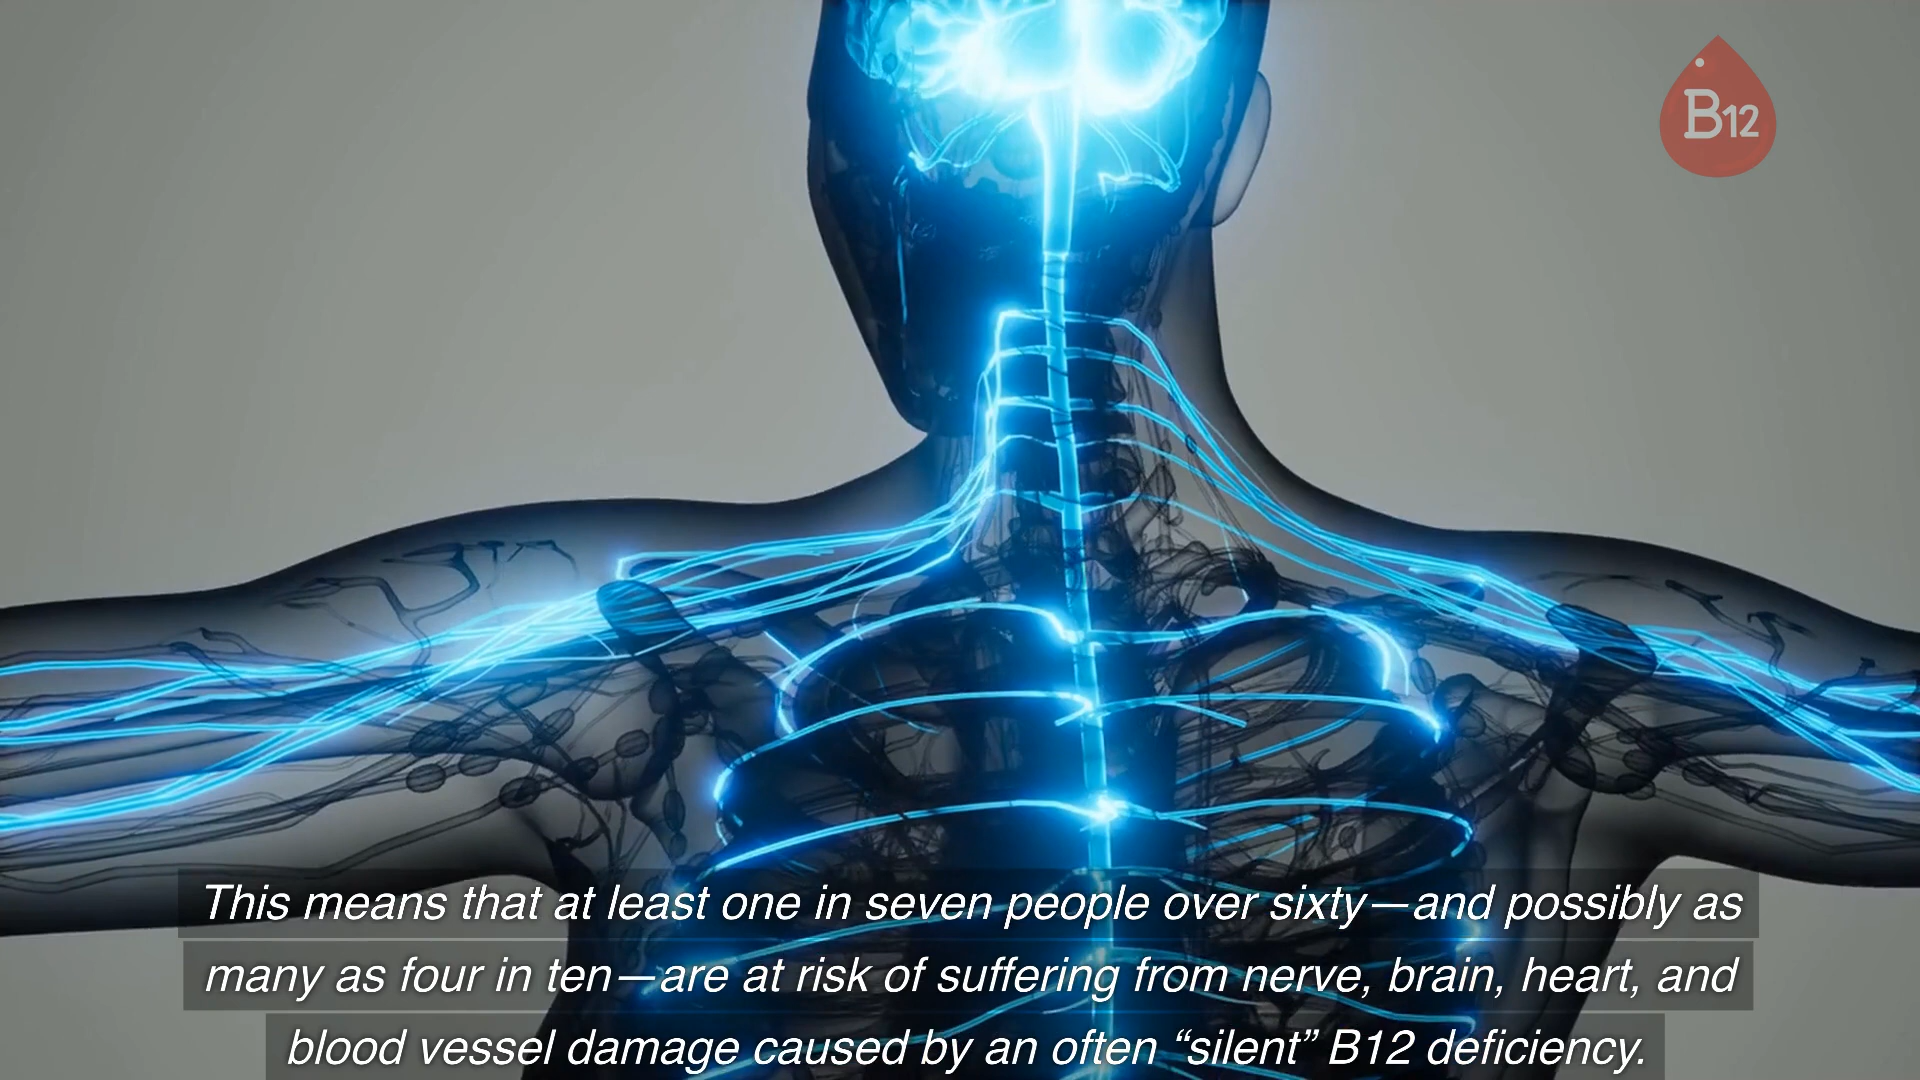 B12
This means that at least one in seven people over sixty—and possibly as
many as four in ten—are at risk of suffering from nerve, brain, heart, and
blood vessel damage caused by an often “silent” B12 deficiency.